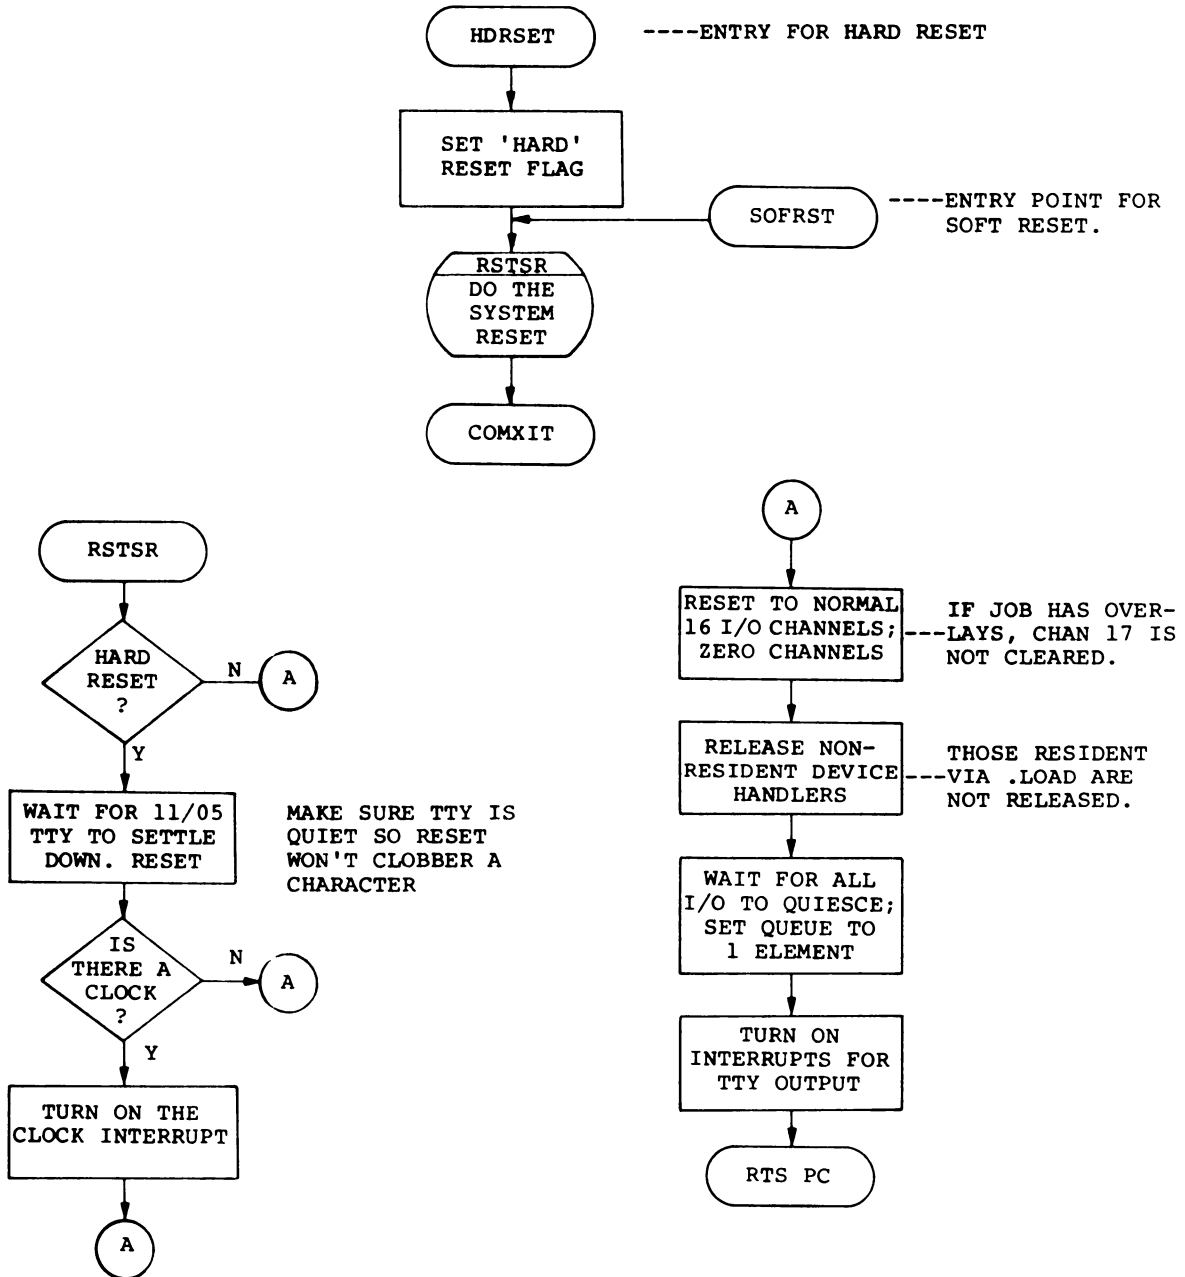 HDRSET
----ENTRY FOR HARD RESET
SET 'HARD'
RESET FLAG
SOFRST
----ENTRY POINT FOR
SOFT RESET.
RSTSR
DO THE
SYSTEM
RESET
COMXIT
RSTSR
HARD
RESET
?
N
A
Y
WAIT FOR 11/05
TTY TO SETTLE
DOWN. RESET
MAKE SURE TTY IS
QUIET SO RESET
WON'T CLOBBER A
CHARACTER
IS
THERE A
CLOCK
?
N
A
Y
TURN ON THE
CLOCK INTERRUPT
A
A
RESET TO NORMAL
16 I/O CHANNELS;
ZERO CHANNELS
IF JOB HAS OVER-
---LAYS, CHAN 17 IS
NOT CLEARED.
RELEASE NON-
RESIDENT DEVICE
HANDLERS
THOSE RESIDENT
---VIA .LOAD ARE
NOT RELEASED.
WAIT FOR ALL
I/O TO QUIESCE;
SET QUEUE TO
1 ELEMENT
TURN ON
INTERRUPTS FOR
TTY OUTPUT
RTS PC